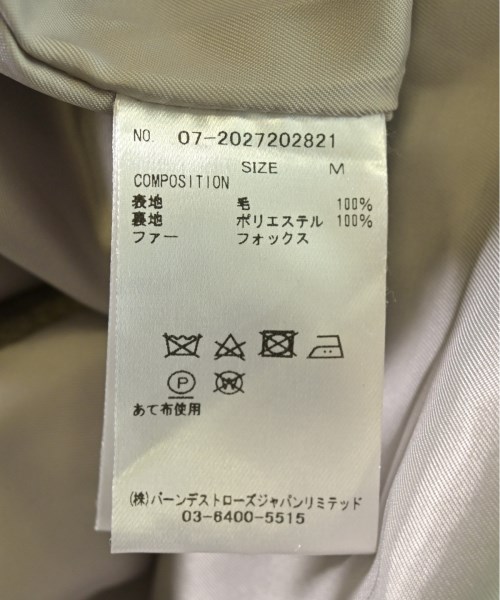 NO. 07-2027202821
SIZE M
COMPOSITION
表地 毛 100%
裏地 ポリエステル 100%
ファー フォックス
P W
あて布使用
(株)バーンデストローズジャパンリミテッド
03-6400-5515